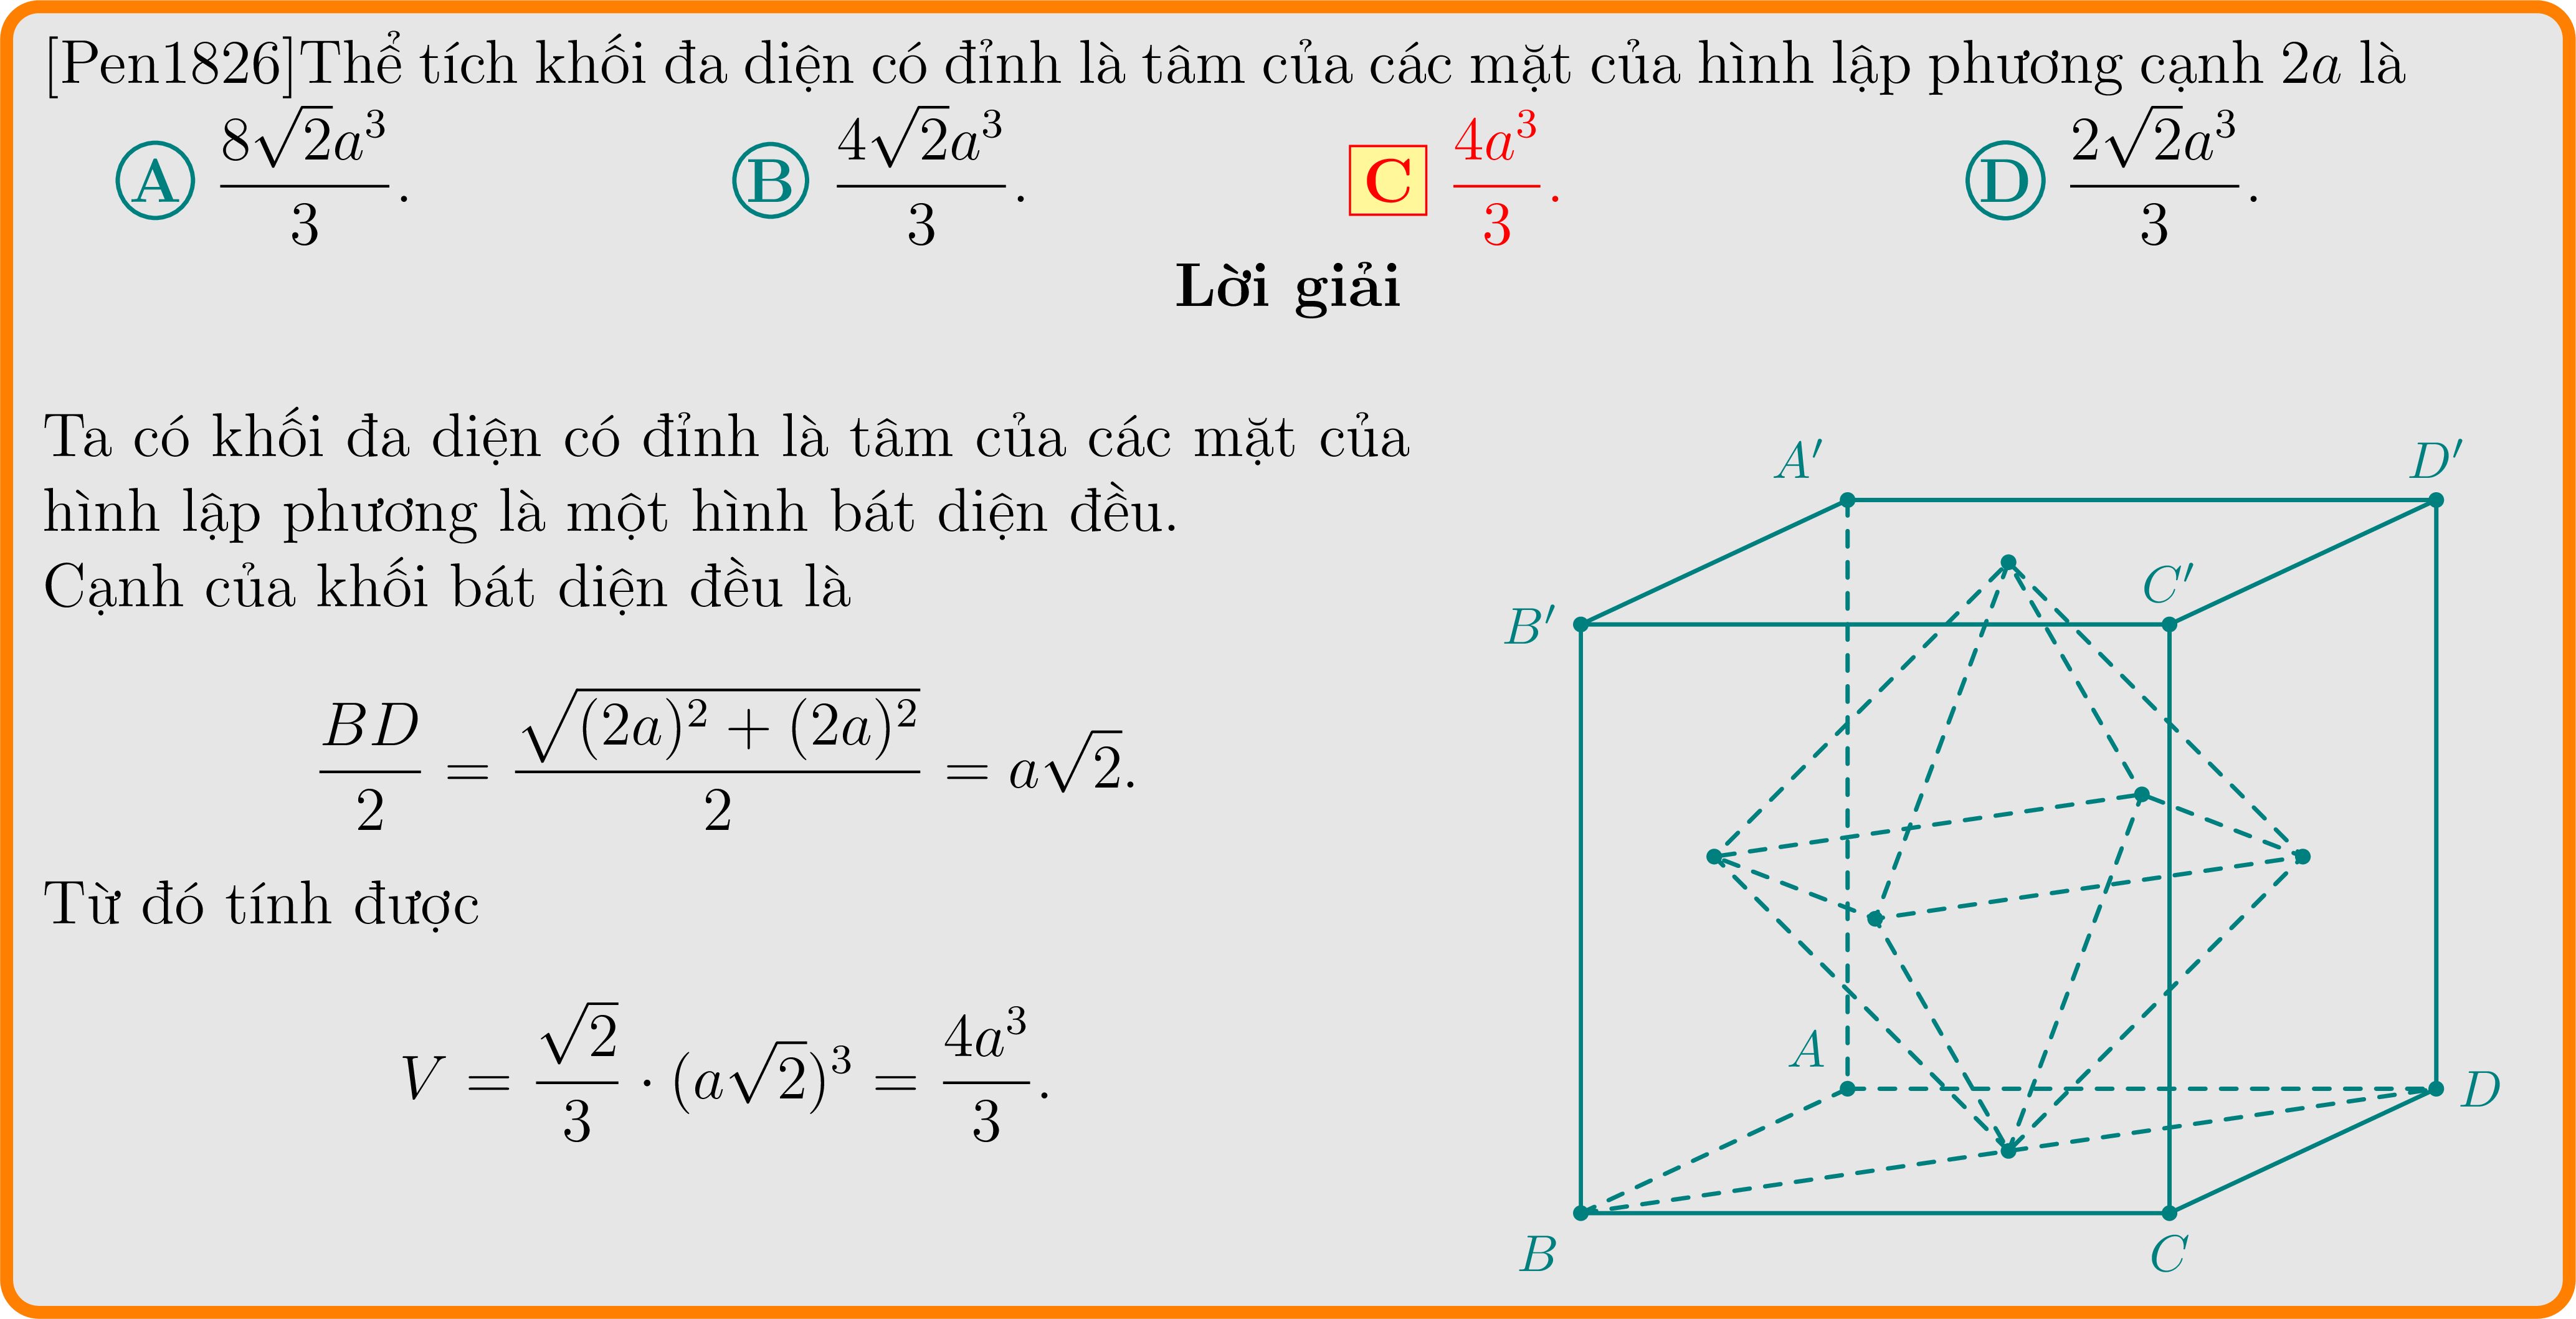 [Pen1826]Thể tích khối đa diện có đỉnh là tâm của các mặt của hình lập phương cạnh 2a là
A \frac{8\sqrt{2}a^3}{3}. B \frac{4\sqrt{2}a^3}{3}. C \frac{4a^3}{3}. D \frac{2\sqrt{2}a^3}{3}.
Lời giải
Ta có khối đa diện có đỉnh là tâm của các mặt của
hình lập phương là một hình bát diện đều.
Cạnh của khối bát diện đều là
\frac{BD}{2} = \frac{\sqrt{(2a)^2 + (2a)^2}}{2} = a\sqrt{2}.
Từ đó tính được
V = \frac{\sqrt{2}}{3} \cdot (a\sqrt{2})^3 = \frac{4a^3}{3}.
A′
D′
C′
B′
A
D
B
C